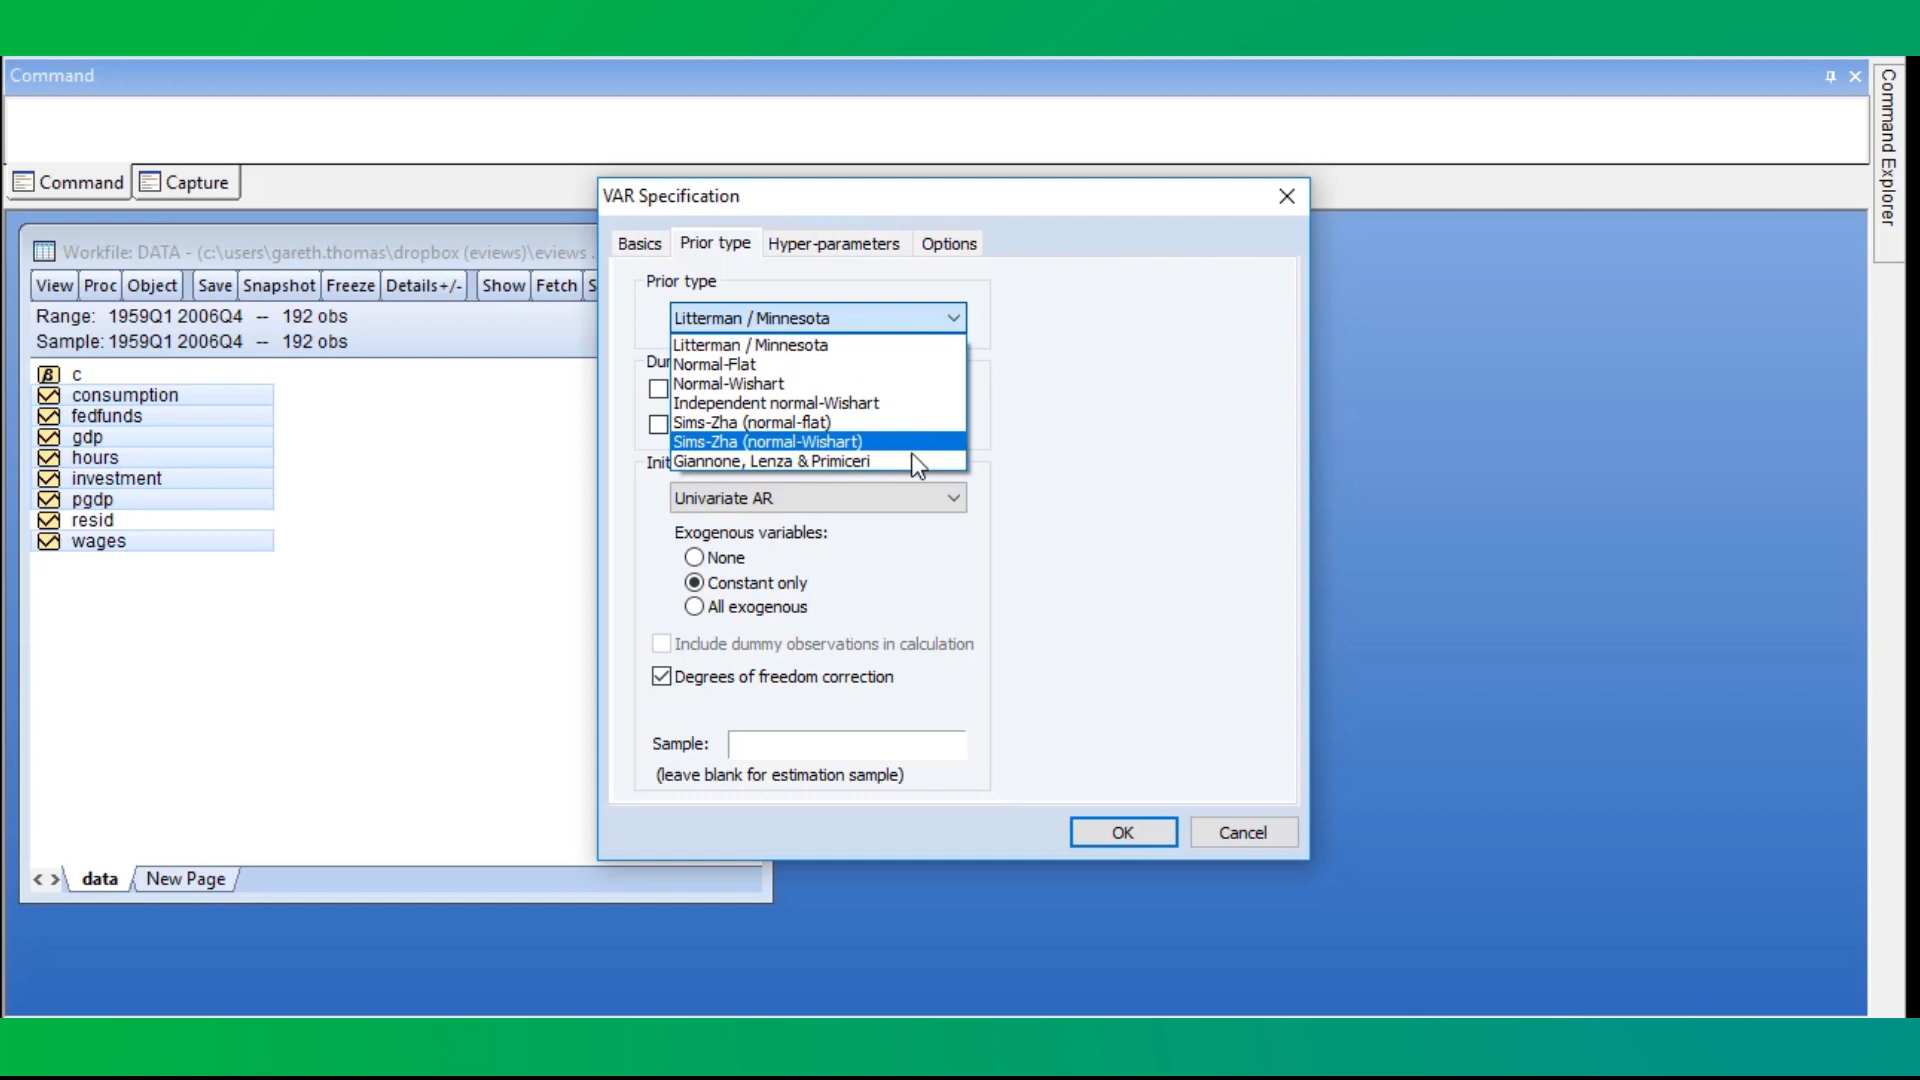 Command
Command Explorer
Command
Capture
Workfile: DATA - (c:\users\gareth.thomas\dropbox (eviews)\eviews .
View Proc Object Save Snapshot Freeze Details+/- Show Fetch S
Range: 1959Q1 2006Q4 -- 192 obs
Sample: 1959Q1 2006Q4 -- 192 obs
β c
consumption
fedfunds
gdp
hours
investment
pgdp
resid
wages
< > data New Page
VAR Specification
Basics Prior type Hyper-parameters Options
Prior type
Litterman / Minnesota
Litterman / Minnesota
Normal-Flat
Normal-Wishart
Independent normal-Wishart
Sims-Zha (normal-flat)
Sims-Zha (normal-Wishart)
Giannone, Lenza & Primiceri
Init
Univariate AR
Exogenous variables:
None
Constant only
All exogenous
Include dummy observations in calculation
Degrees of freedom correction
Sample:
(leave blank for estimation sample)
OK Cancel